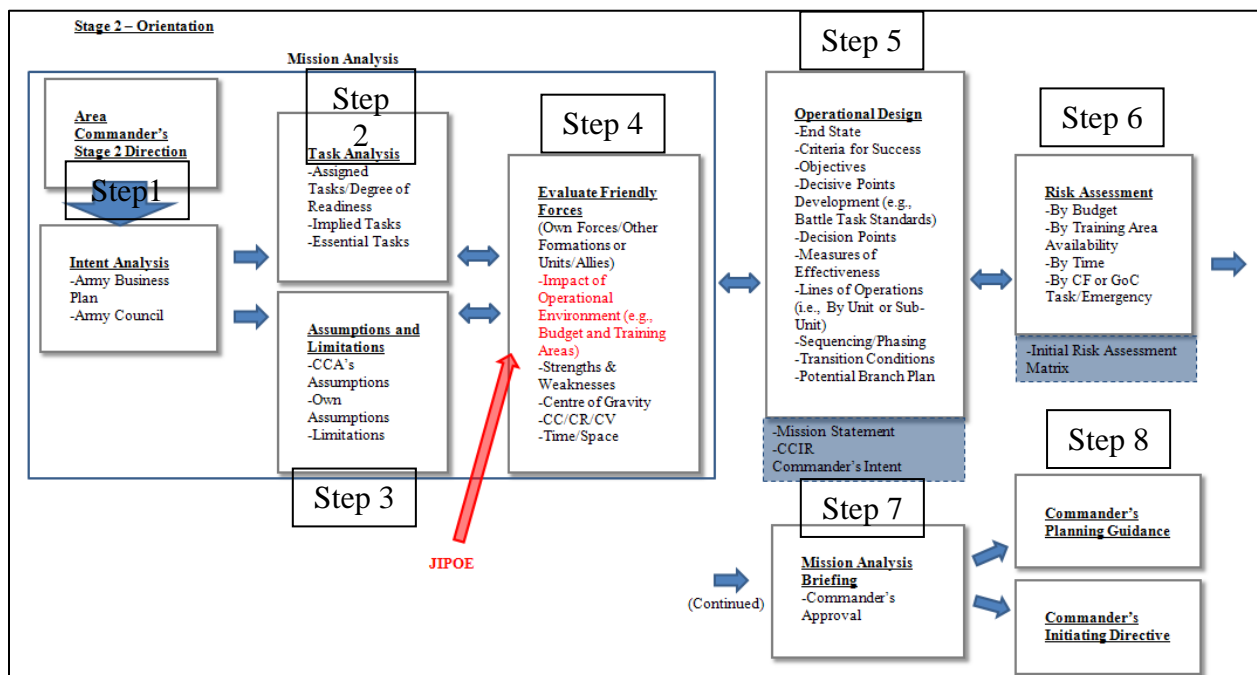 Stage 2 – Orientation
Mission Analysis
Area
Commander's
Stage 2 Direction
Step1
Intent Analysis
-Army Business
Plan
-Army Council
Step
2
Task Analysis
-Assigned
Tasks/Degree of
Readiness
-Implied Tasks
-Essential Tasks
Assumptions and
Limitations
-CCA's
Assumptions
-Own
Assumptions
-Limitations
Step 3
Step 4
Evaluate Friendly
Forces
(Own Forces/Other
Formations or
Units/Allies)
-Impact of
Operational
Environment (e.g.,
Budget and Training
Areas)
-Strengths &
Weaknesses
-Centre of Gravity
-CC/CR/CV
-Time/Space
JIPOE
Step 5
Operational Design
-End State
-Criteria for Success
-Objectives
-Decisive Points
Development (e.g.,
Battle Task Standards)
-Decision Points
-Measures of
Effectiveness
-Lines of Operations
(i.e., By Unit or Sub-
Unit)
-Sequencing/Phasing
-Transition Conditions
-Potential Branch Plan
-Mission Statement
-CCIR
Commander's Intent
Step 6
Risk Assessment
-By Budget
-By Training Area
Availability
-By Time
-By CF or GoC
Task/Emergency
-Initial Risk Assessment
Matrix
(Continued)
Step 7
Mission Analysis
Briefing
-Commander's
Approval
Step 8
Commander's
Planning Guidance
Commander's
Initiating Directive